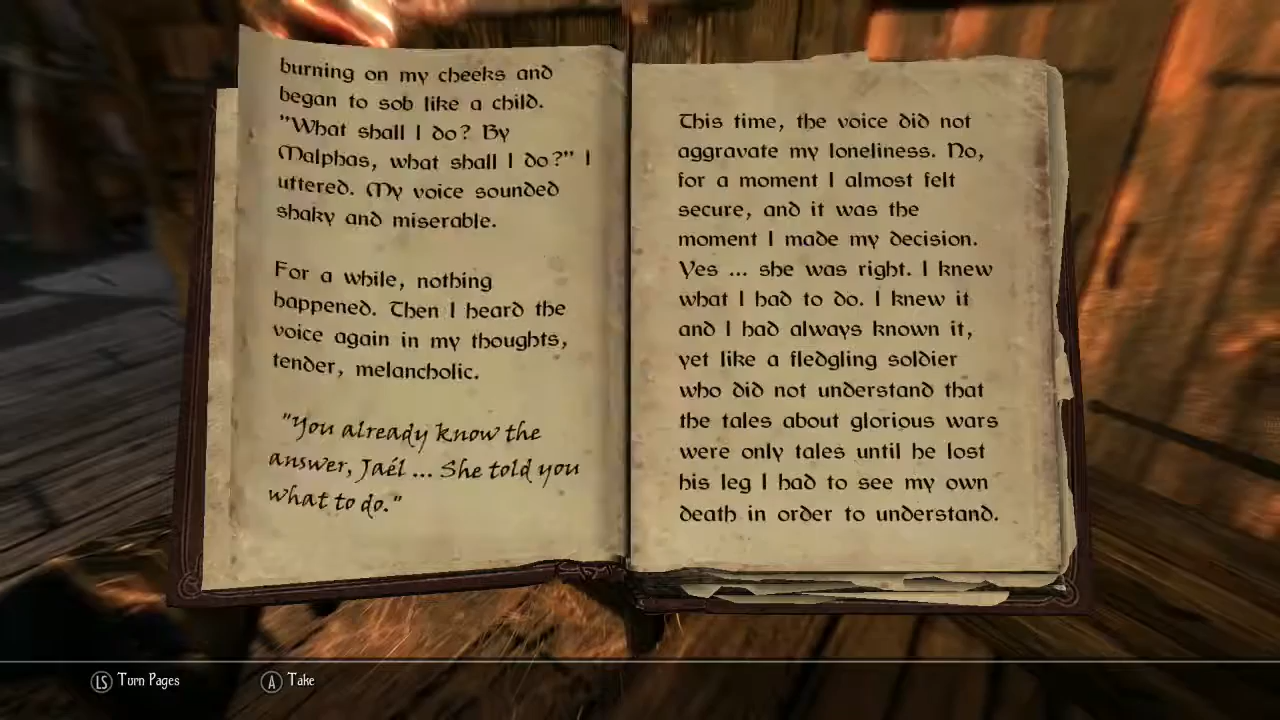 burning on my cheeks and
began to sob like a child.
"What shall I do? By
Malphas, what shall I do?" I
uttered. My voice sounded
shaky and miserable.
For a while, nothing
happened. Then I heard the
voice again in my thoughts,
tender, melancholic.
"You already know the
answer, Jaél ... She told you
what to do."
This time, the voice did not
aggravate my loneliness. No,
for a moment I almost felt
secure, and it was the
moment I made my decision.
Yes ... she was right. I knew
what I had to do. I knew it
and I had always known it,
yet like a fledgling soldier
who did not understand that
the tales about glorious wars
were only tales until he lost
his leg I had to see my own
death in order to understand.
LS Turn Pages
A Take